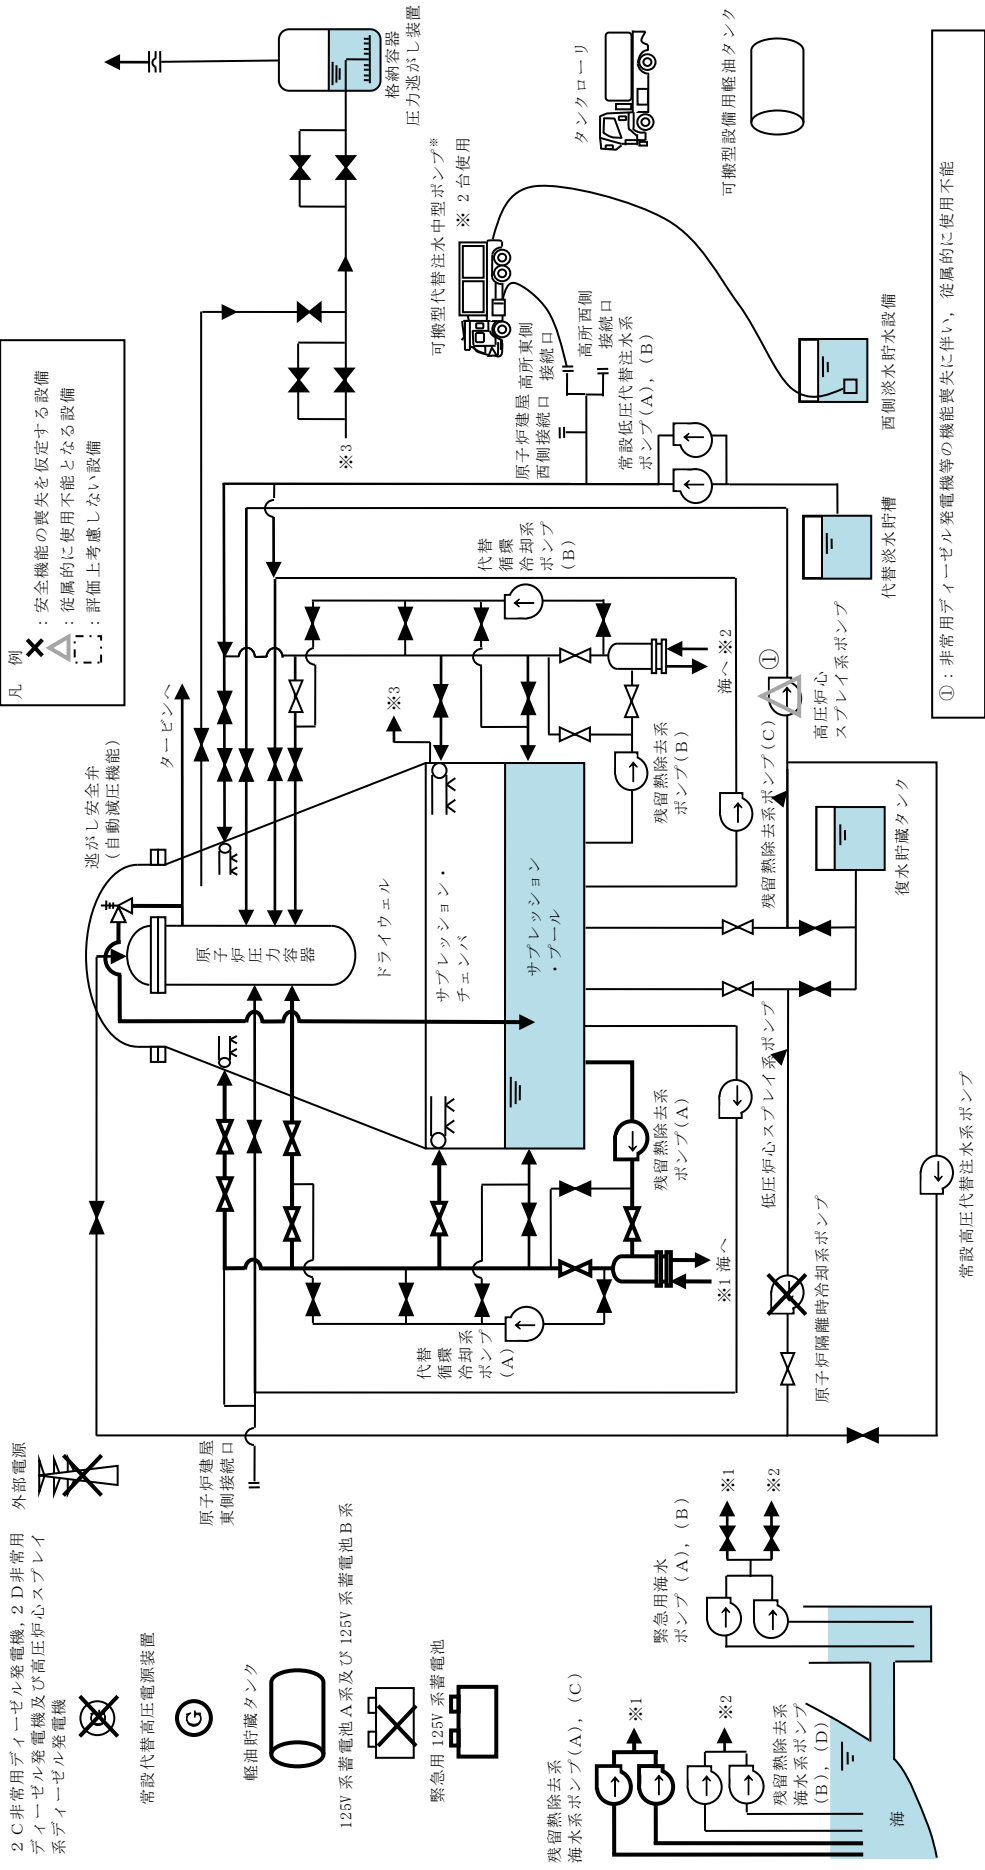 2C非常用ディーゼル発電機,2D非常用
ディーゼル発電機及び高圧炉心スプレイ
系ディーゼル発電機
外部電源
常設代替高圧電源装置
G
軽油貯蔵タンク
125V系蓄電池A系及び125V系蓄電池B系
緊急用125V系蓄電池
残留熱除去系
海水系ポンプ(A),(C)
※1
※2
残留熱除去系
海水系ポンプ
(B),(D)
海
緊急用海水
ポンプ(A),(B)
※1
※2
原子炉建屋
東側接続口
代替
循環
冷却系
ポンプ
(A)
※1
海へ
残留熱除去系
ポンプ(A)
低圧炉心スプレイ系ポンプ
原子炉隔離時冷却系ポンプ
常設高圧代替注水系ポンプ
逃がし安全弁
(自動減圧機能)
タービンへ
原子炉圧力容器
ドライウェル
サプレッション・
チェンバ
サプレッション
・プール
※3
代替
循環
冷却系
ポンプ
(B)
海へ
※2
残留熱除去系
ポンプ(B)
残留熱除去系ポンプ(C)
①
高圧炉心
スプレイ系ポンプ
復水貯蔵タンク
凡 例
:安全機能の喪失を仮定する設備
:従属的に使用不能となる設備
:評価上考慮しない設備
※3
格納容器
圧力逃がし装置
可搬型代替注水中型ポンプ※
※2台使用
原子炉建屋
西側接続口
高所東側
接続口
高所西側
接続口
常設低圧代替注水系
ポンプ(A),(B)
代替淡水貯槽
西側淡水貯水設備
タンクローリ
可搬型設備用軽油タンク
①:非常用ディーゼル発電機等の機能喪失に伴い,従属的に使用不能